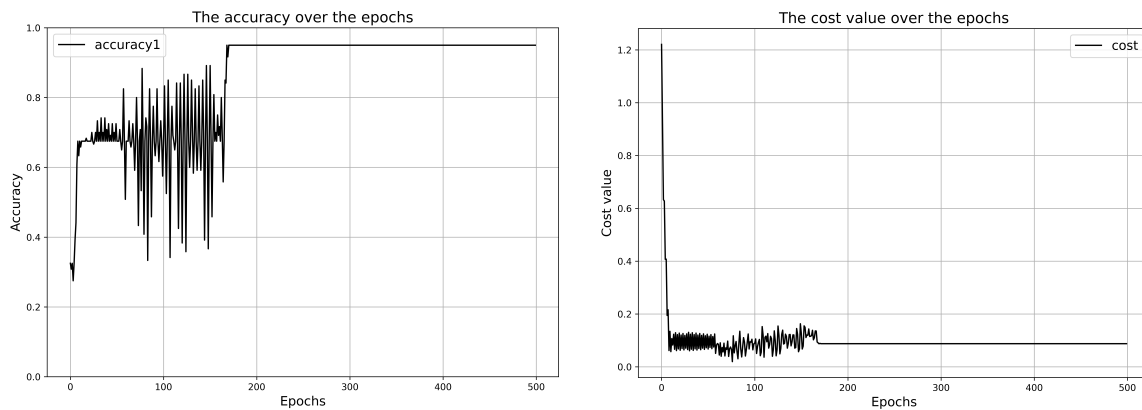 The accuracy over the epochs
1.0
0.8
0.6
0.4
0.2
0.0
Accuracy
accuracy1
0 100 200 300 400 500
Epochs
The cost value over the epochs
1.2
1.0
0.8
0.6
0.4
0.2
0.0
Cost value
cost
0 100 200 300 400 500
Epochs